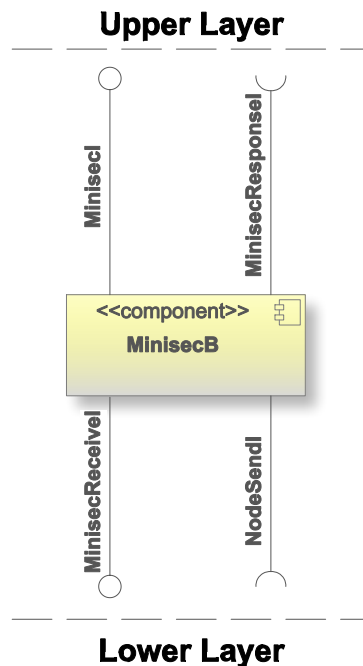 Upper Layer
MinisecI
MinisecResponseI
<<component>>
MinisecB
MinisecReceiveI
NodeSendI
Lower Layer